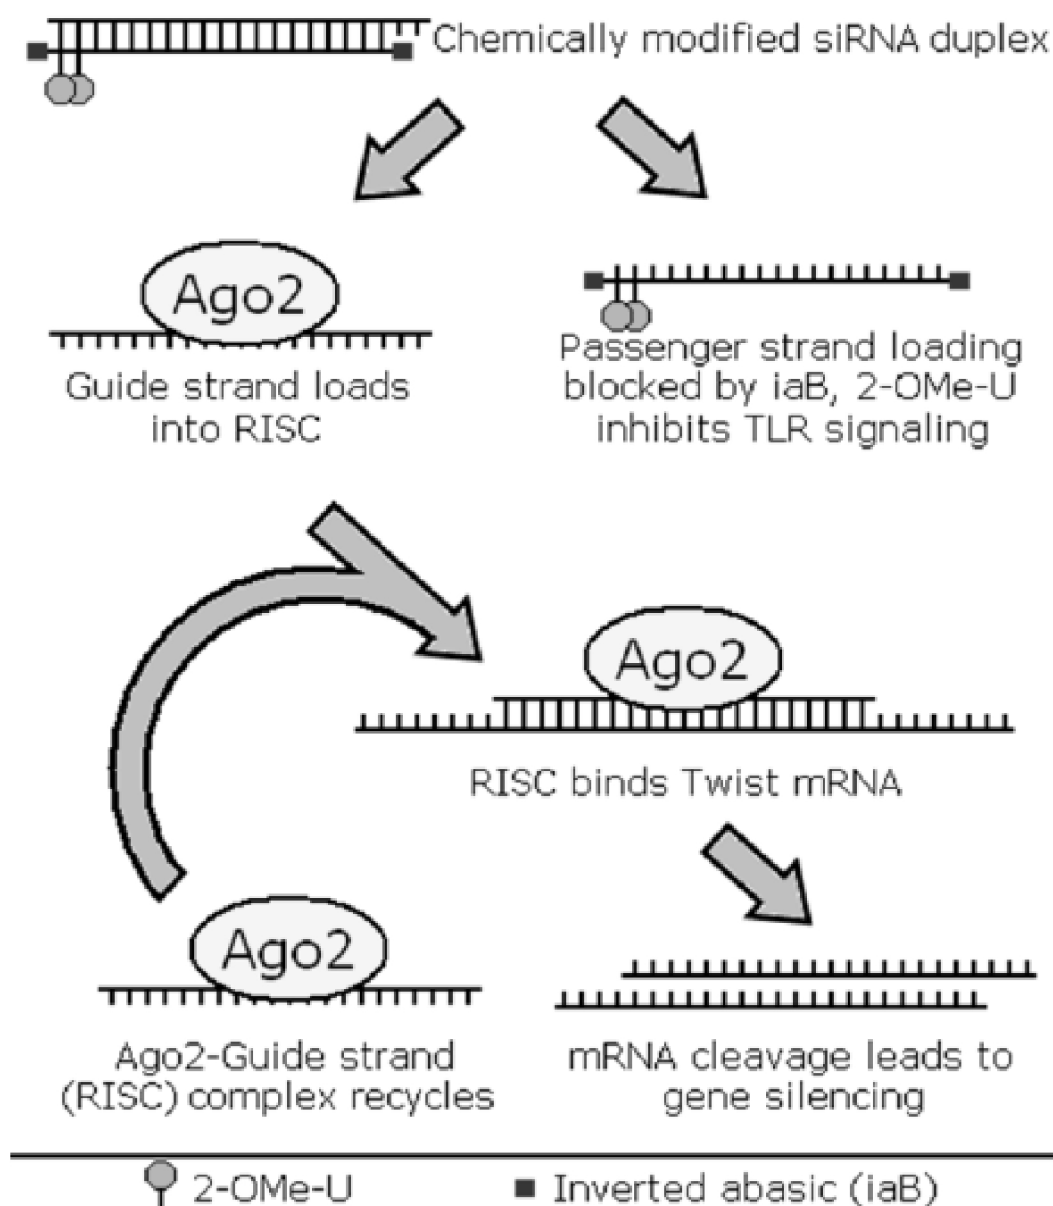 Chemically modified siRNA duplex
Ago2
Guide strand loads
into RISC
Passenger strand loading
blocked by iaB, 2-OMe-U
inhibits TLR signaling
Ago2
RISC binds Twist mRNA
Ago2
Ago2-Guide strand
(RISC) complex recycles
mRNA cleavage leads to
gene silencing
2-OMe-U
Inverted abasic (iaB)